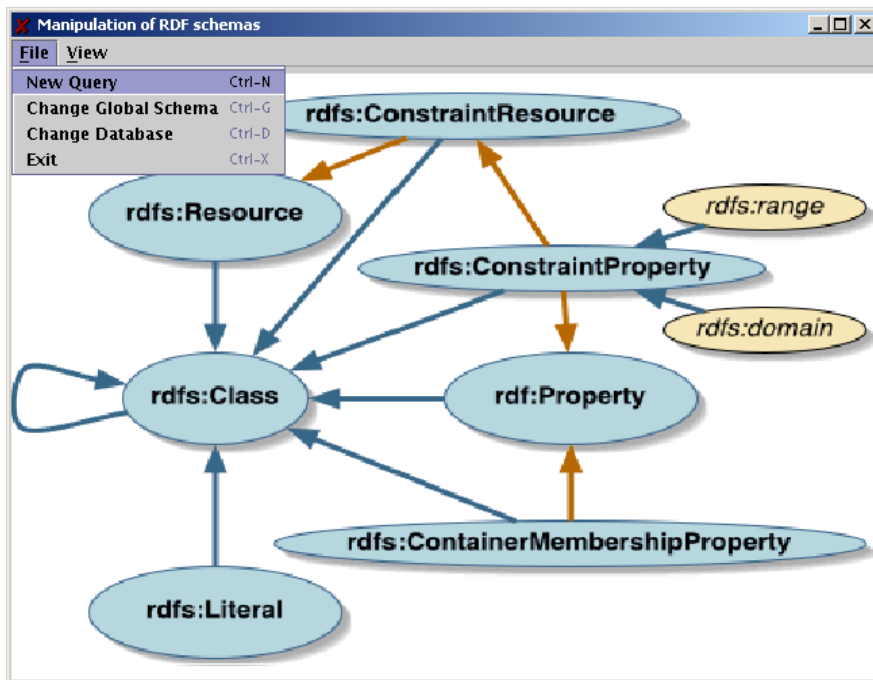 Manipulation of RDF schemas
File View
New Query Ctrl-N
Change Global Schema Ctrl-G
Change Database Ctrl-D
Exit Ctrl-X
rdfs:ConstraintResource
rdfs:Resource
rdfs:range
rdfs:ConstraintProperty
rdfs:domain
rdfs:Class
rdf:Property
rdfs:ContainerMembershipProperty
rdfs:Literal